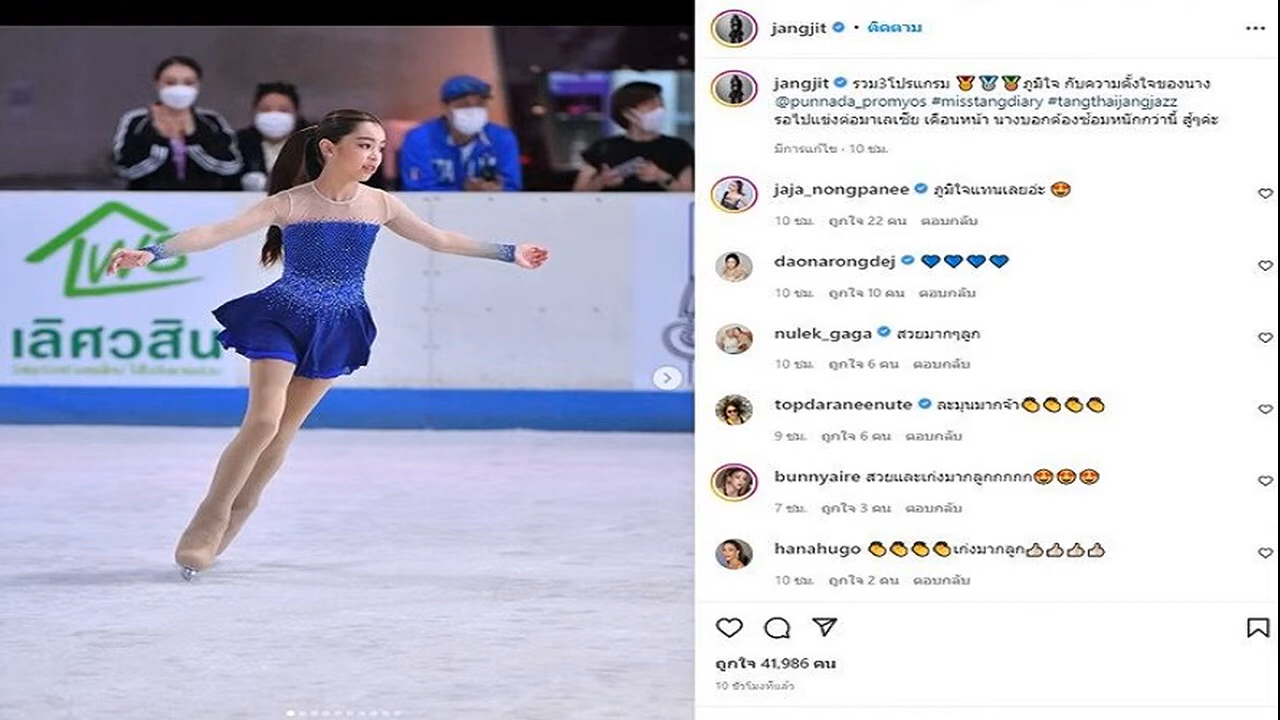 LWS
เลิศวสิน
jangjit • ติดตาม
jangjit รวม3โปรแกรม 🥇🥈🥉ภูมิใจ กับความตั้งใจของนาง
@punnada_promyos #misstangdiary #tangthaijangjazz
รอไปแข่งต่อมาเลเซีย เดือนหน้า นางบอกต้องซ้อมหนักกว่านี้ สู้ๆค่ะ
มีการแก้ไข · 10 ชม.
jaja_nongpanee ภูมิใจแทนเลยอ่ะ 😍
10 ชม. ถูกใจ 22 คน ตอบกลับ
daonarongdej 💙💙💙💙
10 ชม. ถูกใจ 10 คน ตอบกลับ
nulek_gaga สวยมากๆลูก
10 ชม. ถูกใจ 6 คน ตอบกลับ
topdaraneenute ละมุนมากจ้า👏👏👏👏
9 ชม. ถูกใจ 6 คน ตอบกลับ
bunnyaire สวยและเก่งมากลูกกกกก😍😍😍
7 ชม. ถูกใจ 3 คน ตอบกลับ
hanahugo 👏👏👏👏เก่งมากลูก👍🏻👍🏻👍🏻👍🏻
10 ชม. ถูกใจ 2 คน ตอบกลับ
ถูกใจ 41,986 คน
10 ชั่วโมงที่แล้ว